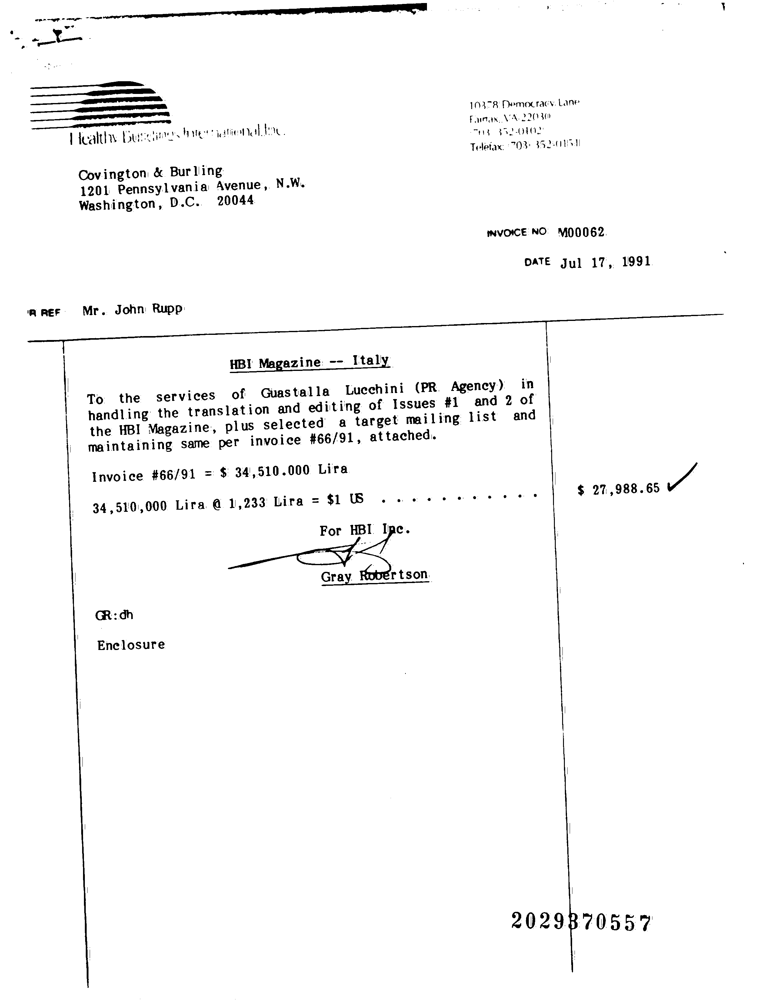 Healthy Buildings International, Inc.
10378 Democracy Lane
Fairfax, VA 22030
(703) 352-0102
Telefax: (703) 352-0151
Covington & Burling
1201 Pennsylvania Avenue, N.W.
Washington, D.C. 20044
INVOICE NO M00062
DATE Jul 17, 1991
'R REF Mr. John Rupp
HBI Magazine -- Italy
To the services of Guastalla Lucchini (PR Agency) in
handling the translation and editing of Issues #1 and 2 of
the HBI Magazine, plus selected a target mailing list and
maintaining same per invoice #66/91, attached.
Invoice #66/91 = $ 34,510.000 Lira
34,510,000 Lira @ 1,233 Lira = $1 US . . . . . . . . . . . $ 27,988.65
For HBI Inc.
Gray Robertson
GR:dh
Enclosure
2029370557